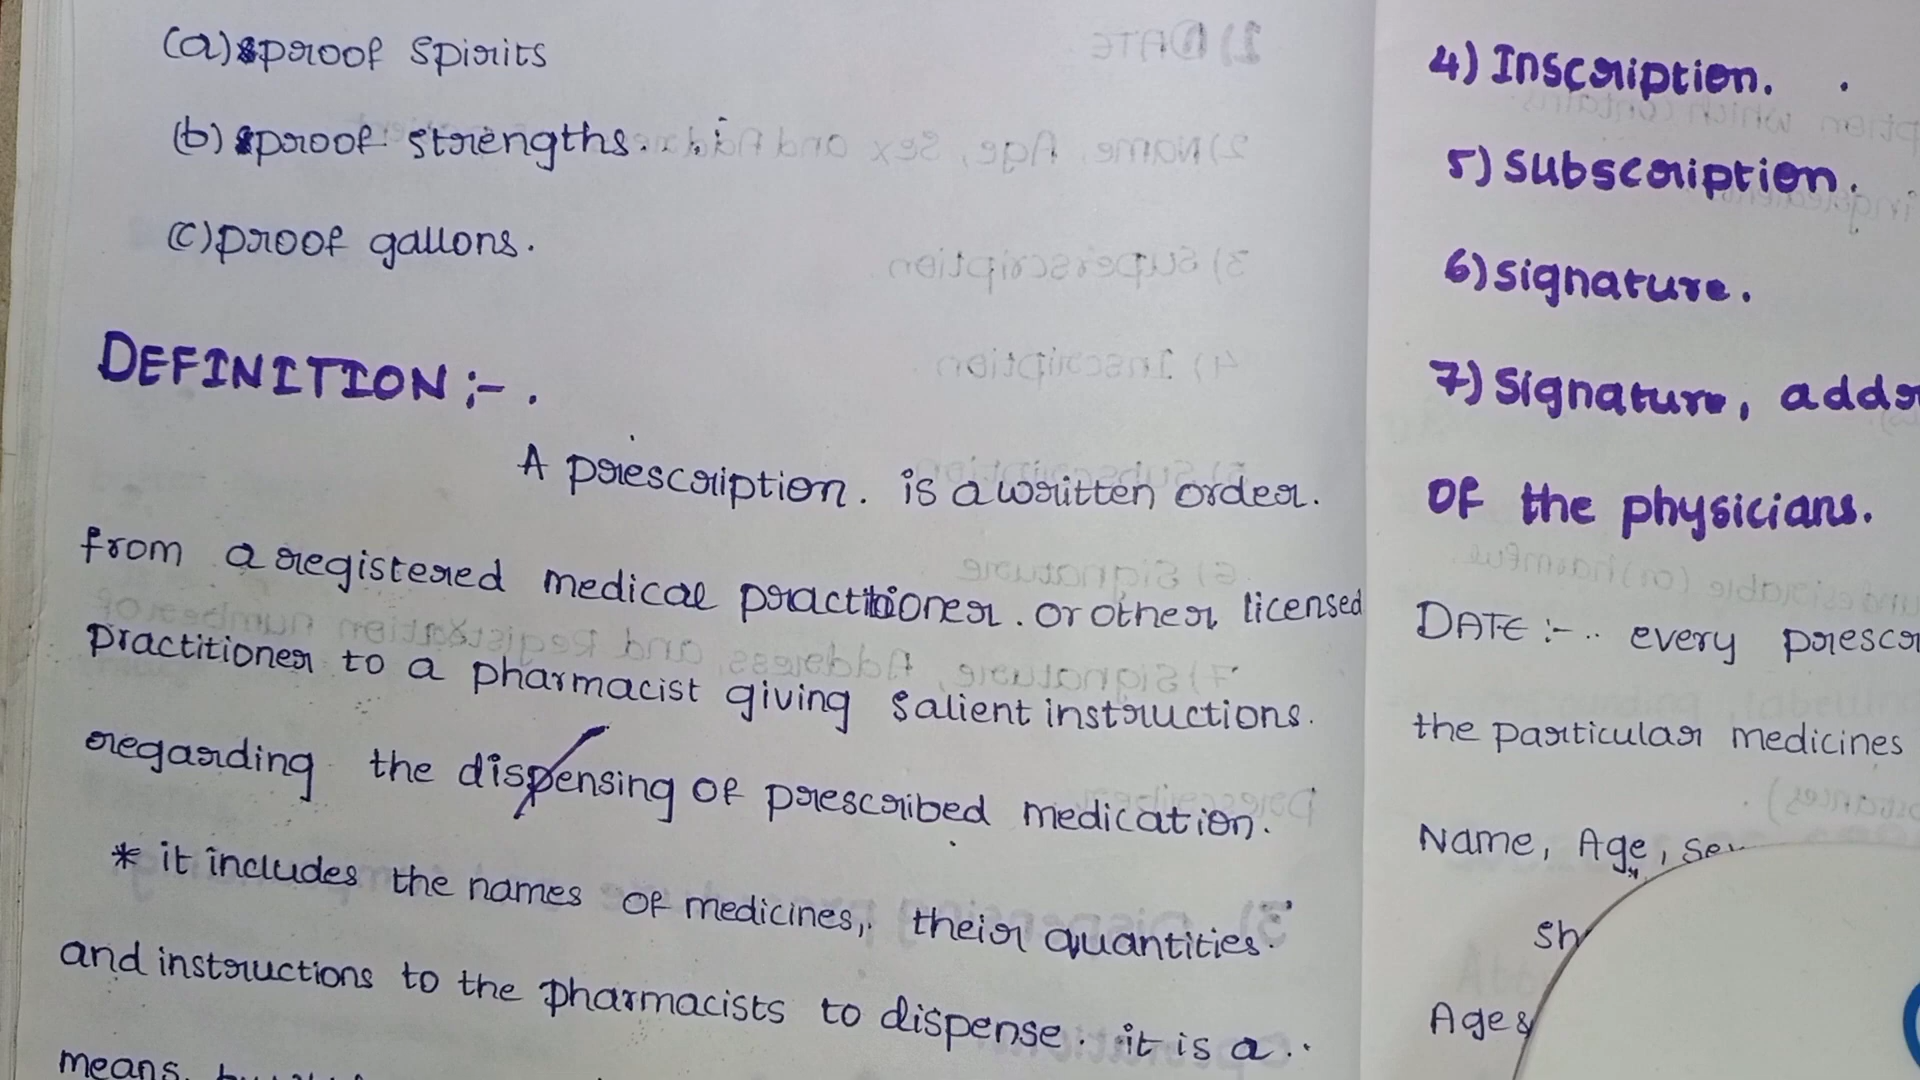 (a) proof spirits
(b) proof strengths.
(c) proof gallons.
DEFINITION :-
A prescription. is a written order.
from a registered medical practitioner. or other licensed
practitioner to a pharmacist giving salient instructions.
regarding the dispensing of prescribed medication.
* it includes the names of medicines, their quantities.
and instructions to the pharmacists to dispense. it is a
means.
4) Inscription.
5) Subscription.
6) signature.
7) Signature,
of the physicians.
DATE :- every
the particular medicines
Name, Age,